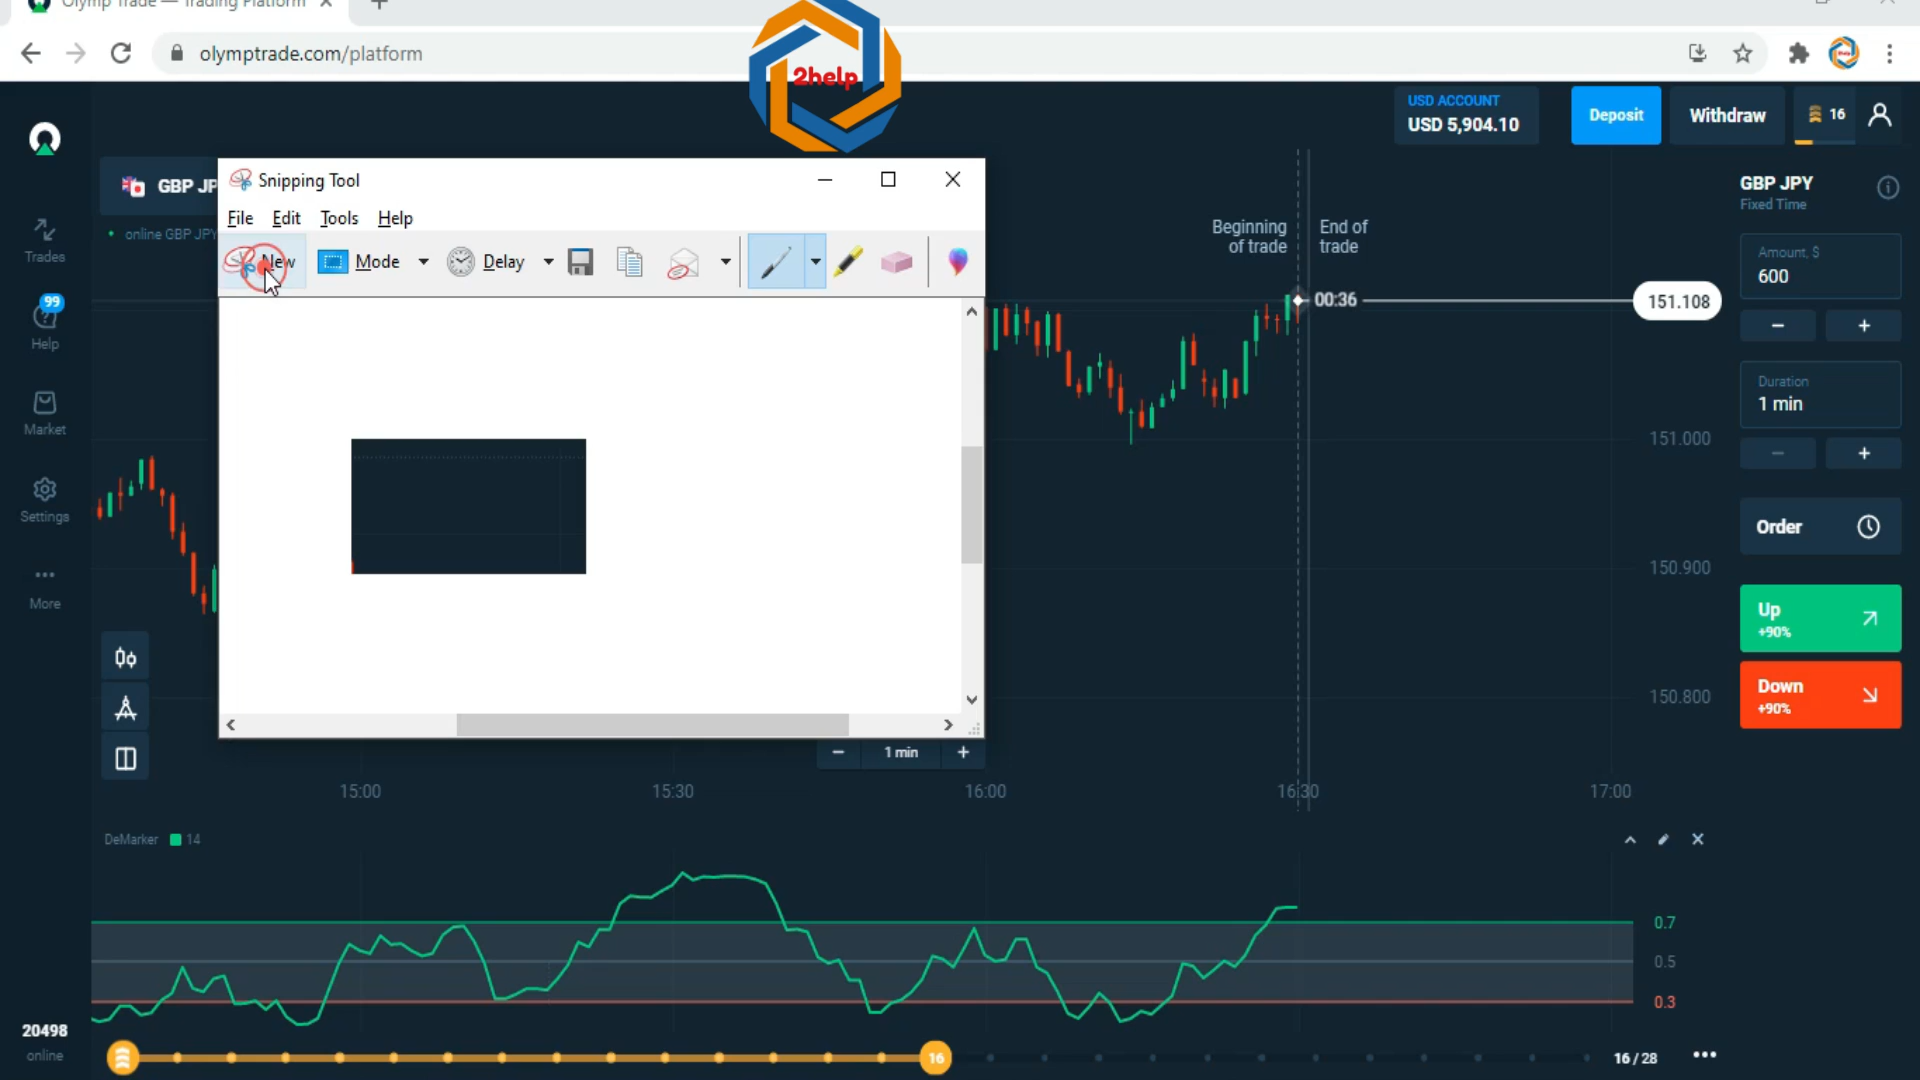 Olymp Trade — Trading Platform
olymptrade.com/platform
2help
USD ACCOUNT
USD 5,904.10
Deposit
Withdraw
16
GBP JP
online GBP JPY
Snipping Tool
File Edit Tools Help
New Mode Delay
Trades
99
Help
Market
Settings
More
Beginning
of trade
End of
trade
00:36
151.108
151.000
150.900
150.800
GBP JPY
Fixed Time
Amount, $
600
− +
Duration
1 min
− +
Order
Up
+90%
Down
+90%
− 1 min +
15:00 15:30 16:00 16:30 17:00
DeMarker 14
0.7
0.5
0.3
20498
online
16
16 / 28